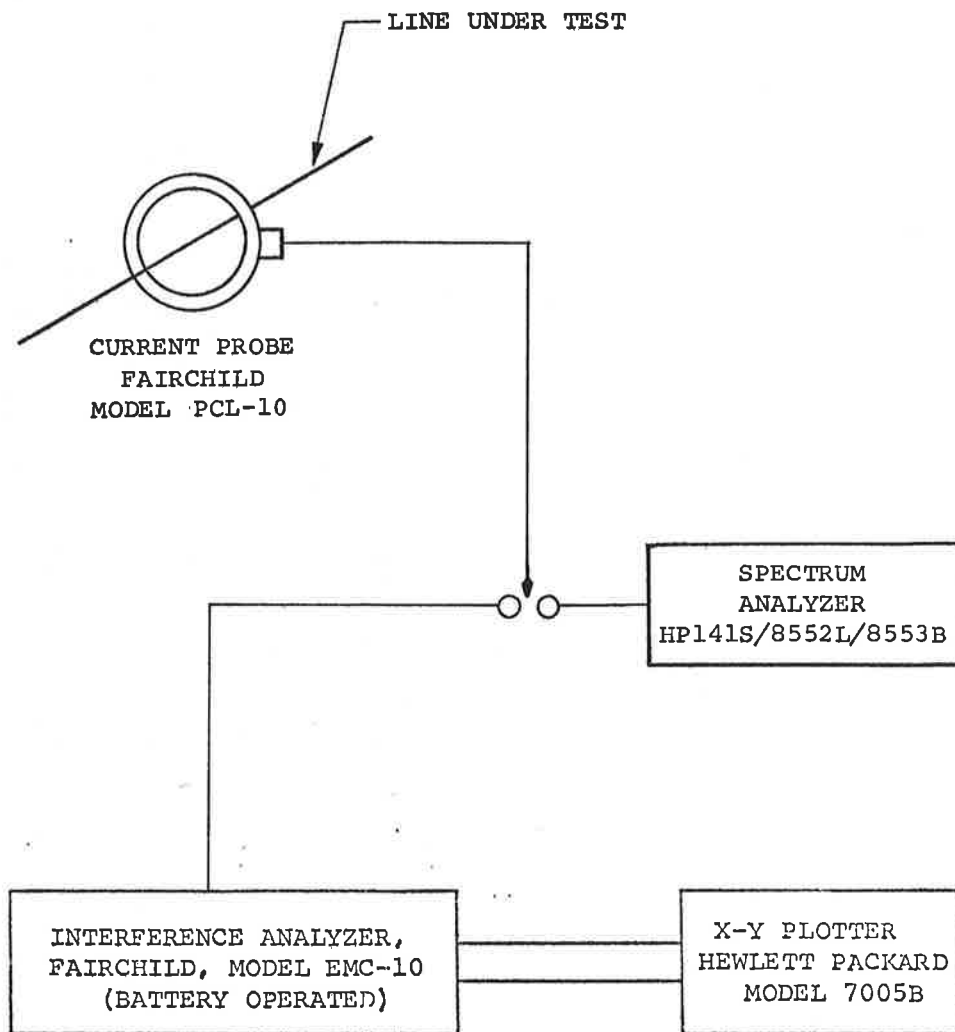 LINE UNDER TEST
CURRENT PROBE
FAIRCHILD
MODEL PCL-10
SPECTRUM
ANALYZER
HP141S/8552L/8553B
INTERFERENCE ANALYZER,
FAIRCHILD, MODEL EMC-10
(BATTERY OPERATED)
X-Y PLOTTER
HEWLETT PACKARD
MODEL 7005B